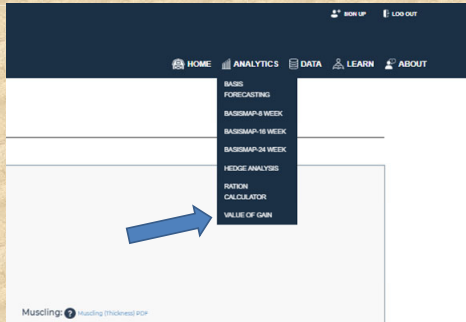 SIGN UP LOG OUT
HOME ANALYTICS DATA LEARN ABOUT
BASIS
FORECASTING
BASISMAP-8 WEEK
BASISMAP-16 WEEK
BASISMAP-24 WEEK
HEDGE ANALYSIS
RATION
CALCULATOR
VALUE OF GAIN
Muscling: ? Muscling (Thickness) PDF